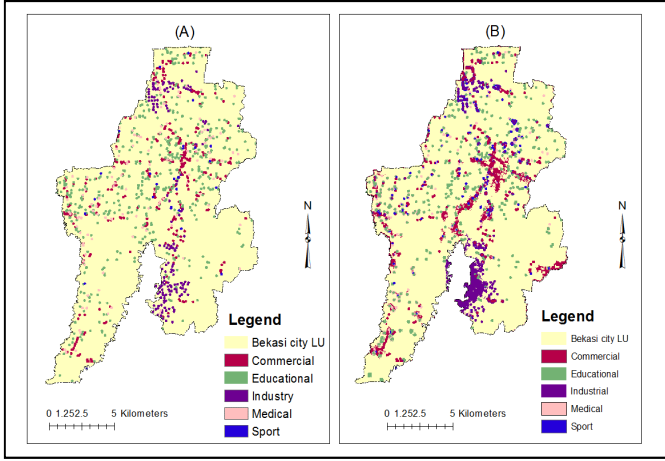 (A)
N
Legend
Bekasi city LU
Commercial
Educational
Industry
Medical
Sport
0 1.252.5 5 Kilometers
(B)
N
Legend
Bekasi city LU
Commercial
Educational
Industrial
Medical
Sport
0 1.252.5 5 Kilometers